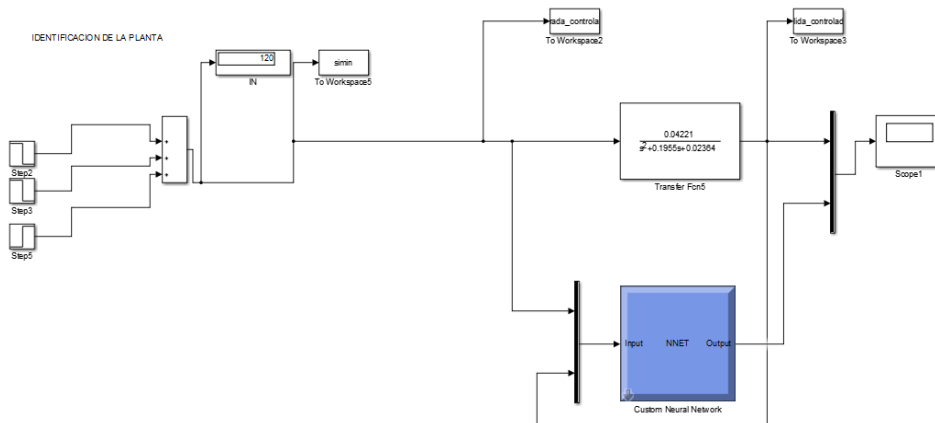 IDENTIFICACION DE LA PLANTA
rada_controla
To Workspace2
lida_controlad
To Workspace3
120
IN
simin
To Workspace5
0.04221
s²+0.1955s+0.02364
Transfer Fcn5
+
+
+
Step2
Step3
Step5
Scope1
Input
NNET
Output
Custom Neural Network